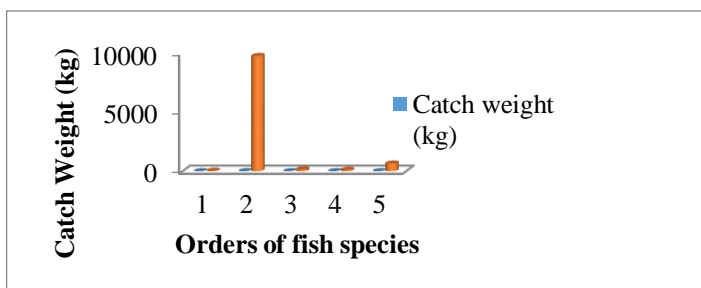 Catch Weight (kg)
10000
5000
0
1 2 3 4 5
Orders of fish species
Catch weight
(kg)